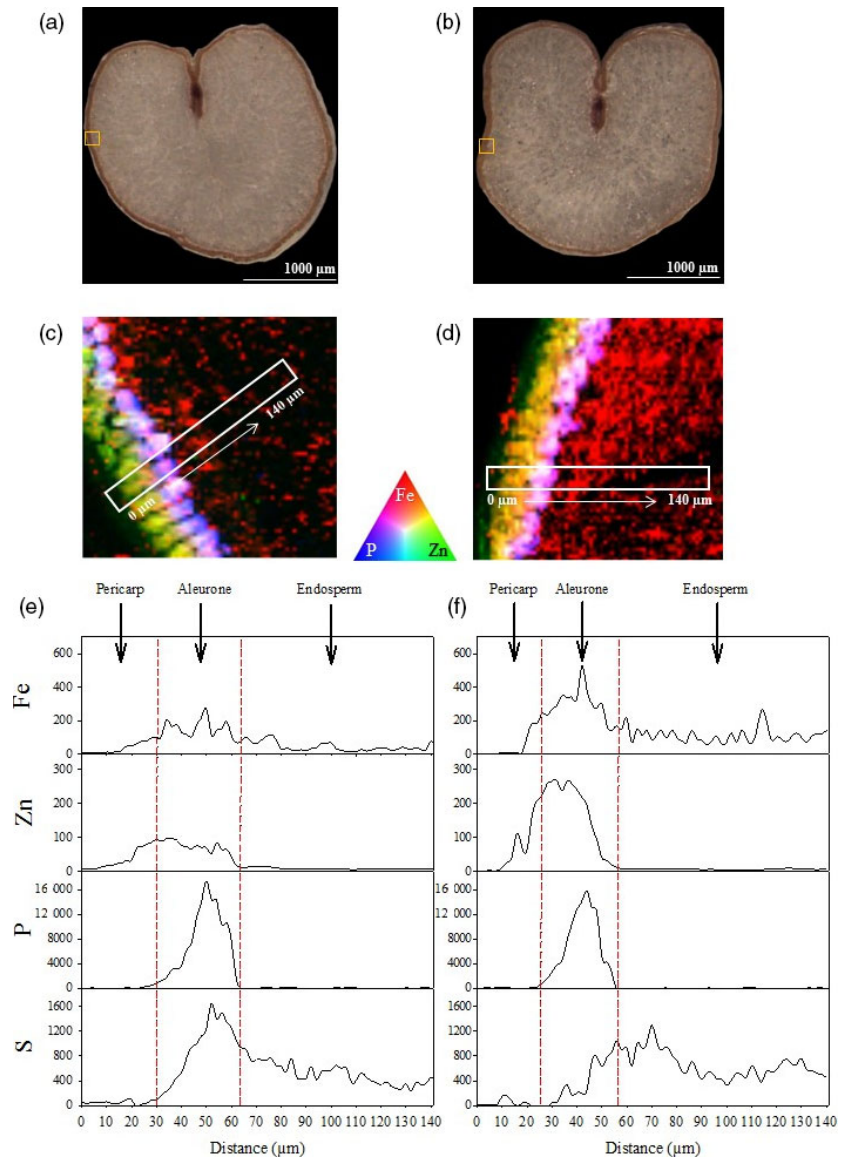 (a)
(b)
1000 µm
1000 µm
(c)
(d)
140 µm
0 µm
Fe
P
Zn
0 µm
140 µm
(e)
Pericarp
Aleurone
Endosperm
(f)
Pericarp
Aleurone
Endosperm
Fe
600
400
200
0
600
400
200
0
Zn
300
200
100
0
300
200
100
0
P
16 000
12 000
8000
4000
0
16 000
12 000
8000
4000
0
S
1600
1200
800
400
0
1600
1200
800
400
0
0 10 20 30 40 50 60 70 80 90 100 110 120 130 140
0 10 20 30 40 50 60 70 80 90 100 110 120 130 140
Distance (µm)
Distance (µm)